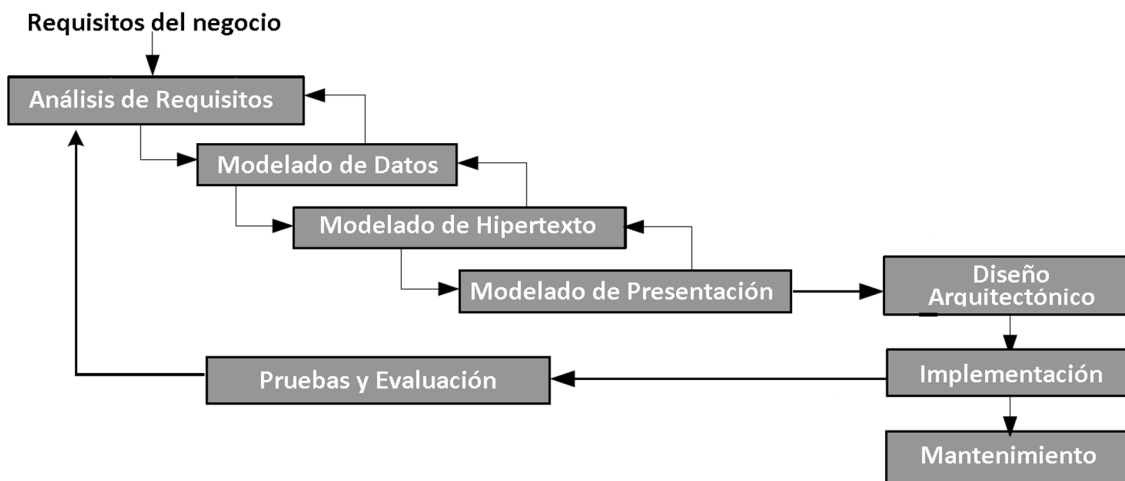 Requisitos del negocio
Análisis de Requisitos
Modelado de Datos
Modelado de Hipertexto
Modelado de Presentación
Diseño
Arquitectónico
Pruebas y Evaluación
Implementación
Mantenimiento